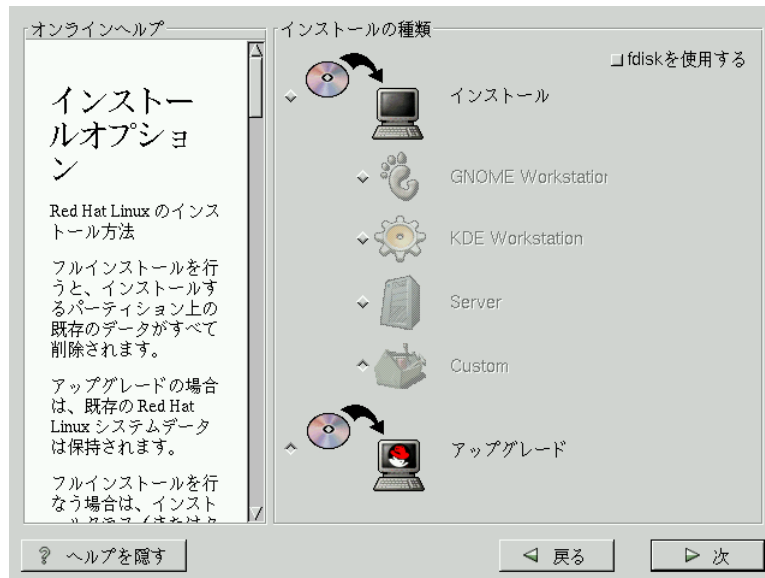 オンラインヘルプ
インストー
ルオプショ
ン
Red Hat Linux のインス
トール方法
フルインストールを行
うと、インストールす
るパーティション上の
既存のデータがすべて
削除されます。
アップグレードの場合
は、既存の Red Hat
Linux システムデータ
は保持されます。
フルインストールを行
なう場合は、インスト
インストールの種類
fdiskを使用する
インストール
GNOME Workstation
KDE Workstation
Server
Custom
アップグレード
? ヘルプを隠す
戻る
次